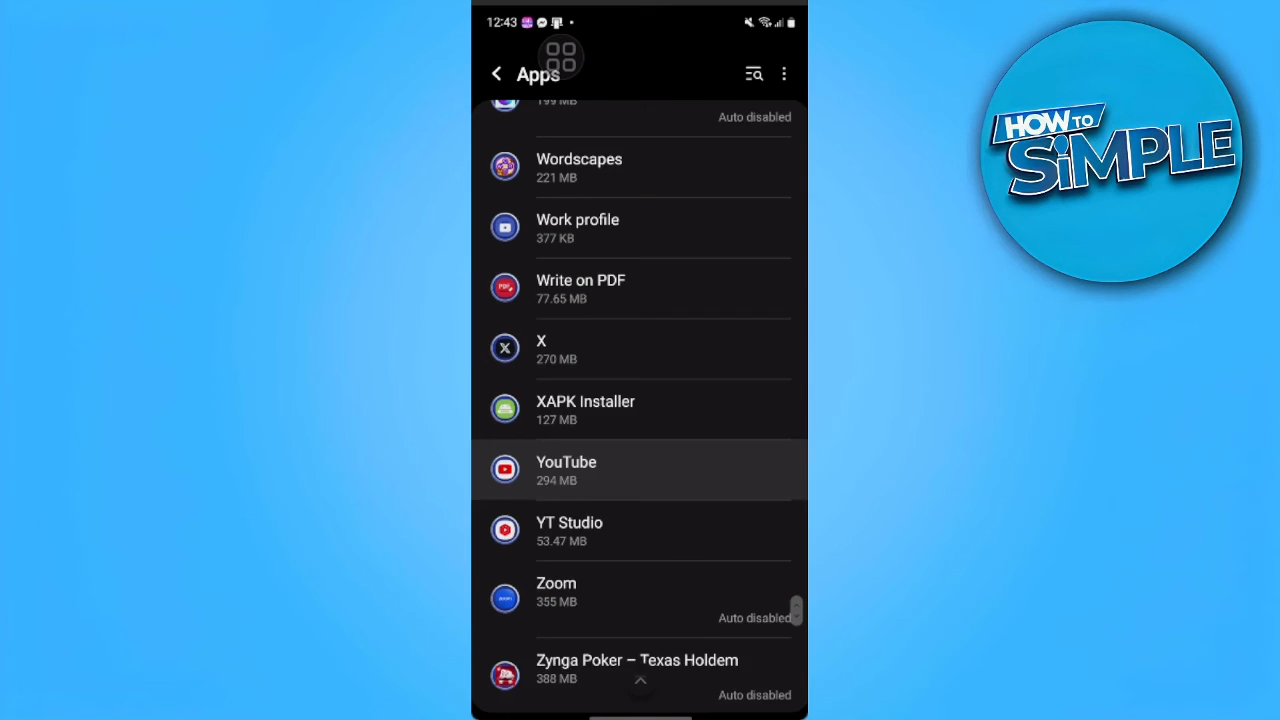 12:43
Apps
199 MB
Auto disabled
Wordscapes
221 MB
Work profile
377 KB
Write on PDF
77.65 MB
X
270 MB
XAPK Installer
127 MB
YouTube
294 MB
YT Studio
53.47 MB
Zoom
355 MB
Auto disabled
Zynga Poker – Texas Holdem
388 MB
Auto disabled
HOW TO
SiMPLE